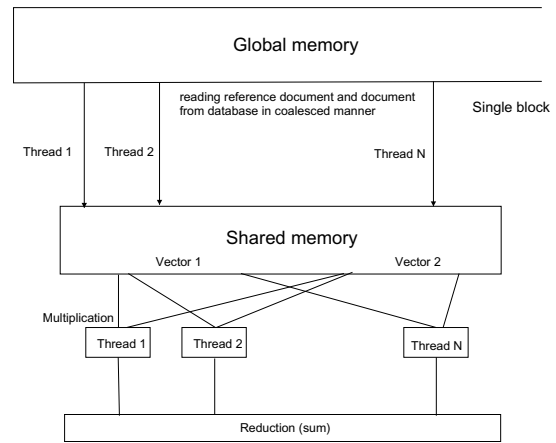 Global memory
reading reference document and document
from database in coalesced manner
Single block
Thread 1
Thread 2
Thread N
Shared memory
Vector 1
Vector 2
Multiplication
Thread 1
Thread 2
Thread N
Reduction (sum)